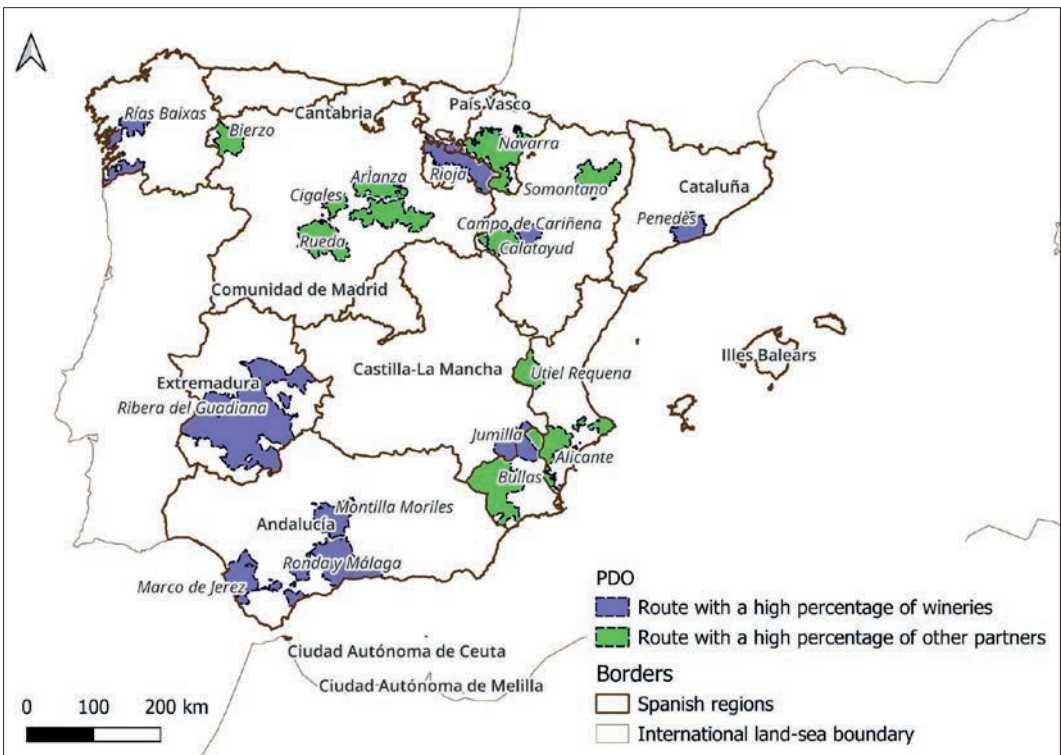 País Vasco
Cantabria
Rías Baixas
Bierzo
Navarra
Rioja
Arlanza
Somontano
Cataluña
Cigales
Penedès
Campo de Cariñena
Rueda
Calatayud
Comunidad de Madrid
Illes Balears
Castilla-La Mancha
Utiel Requena
Extremadura
Ribera del Guadiana
Jumilla
Alicante
Bullas
Montilla Moriles
Andalucía
Ronda y Málaga
Marco de Jerez
Ciudad Autónoma de Ceuta
Ciudad Autónoma de Melilla
PDO
Route with a high percentage of wineries
Route with a high percentage of other partners
Borders
Spanish regions
International land-sea boundary
0 100 200 km